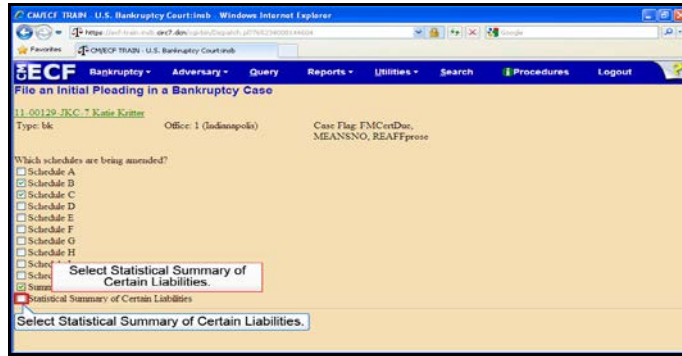 CM/ECF TRAIN - U.S. Bankruptcy Court:insb - Windows Internet Explorer
Google
Favorites CM/ECF TRAIN - U.S. Bankruptcy Court:insb
ECF Bankruptcy Adversary Query Reports Utilities Search Procedures Logout
File an Initial Pleading in a Bankruptcy Case
11-00129-JKC-7 Katie Kritter
Type: bk Office: 1 (Indianapolis) Case Flag: FMCertDue,
MEANSNO, REAFFprose
Which schedules are being amended?
Schedule A
Schedule B
Schedule C
Schedule D
Schedule E
Schedule F
Schedule G
Schedule H
Select Statistical Summary of
Certain Liabilities.
Statistical Summary of Certain Liabilities
Select Statistical Summary of Certain Liabilities.